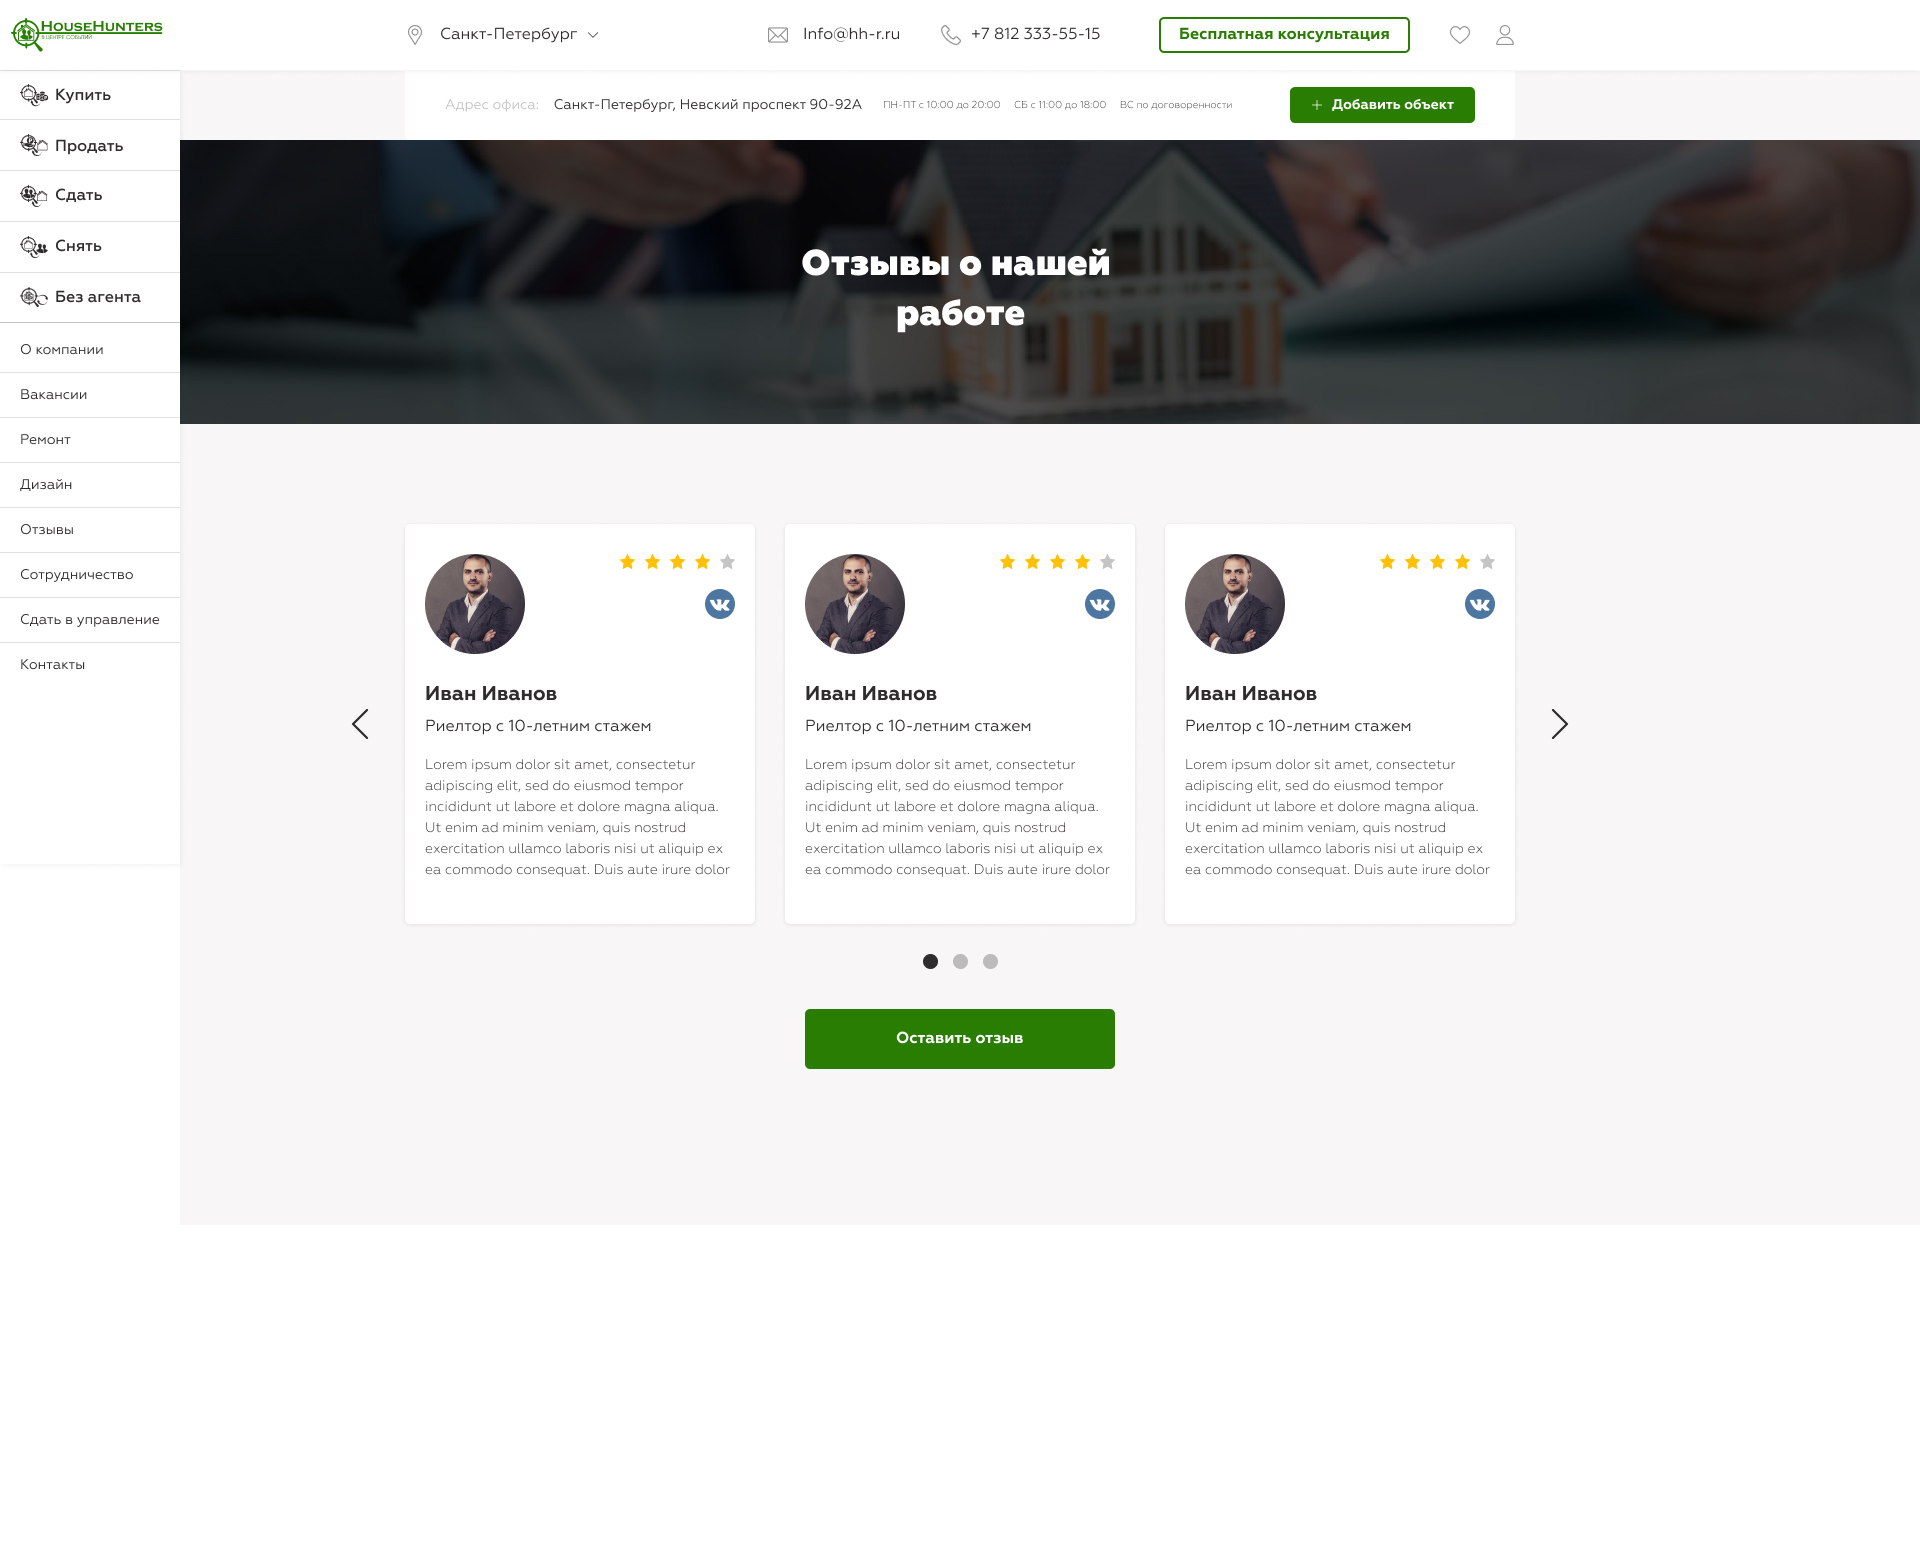 HouseHunters
В ЦЕНТРЕ СОБЫТИЙ
Санкт-Петербург
Info@hh-r.ru
+7 812 333-55-15
Бесплатная консультация
Адрес офиса: Санкт-Петербург, Невский проспект 90-92А ПН-ПТ с 10:00 до 20:00 СБ с 11:00 до 18:00 ВС по договоренности
+ Добавить объект
Купить
Продать
Сдать
Снять
Без агента
О компании
Вакансии
Ремонт
Дизайн
Отзывы
Сотрудничество
Сдать в управление
Контакты
Отзывы о нашей
работе
Иван Иванов
Риелтор с 10-летним стажем
Lorem ipsum dolor sit amet, consectetur
adipiscing elit, sed do eiusmod tempor
incididunt ut labore et dolore magna aliqua.
Ut enim ad minim veniam, quis nostrud
exercitation ullamco laboris nisi ut aliquip ex
ea commodo consequat. Duis aute irure dolor
Иван Иванов
Риелтор с 10-летним стажем
Lorem ipsum dolor sit amet, consectetur
adipiscing elit, sed do eiusmod tempor
incididunt ut labore et dolore magna aliqua.
Ut enim ad minim veniam, quis nostrud
exercitation ullamco laboris nisi ut aliquip ex
ea commodo consequat. Duis aute irure dolor
Иван Иванов
Риелтор с 10-летним стажем
Lorem ipsum dolor sit amet, consectetur
adipiscing elit, sed do eiusmod tempor
incididunt ut labore et dolore magna aliqua.
Ut enim ad minim veniam, quis nostrud
exercitation ullamco laboris nisi ut aliquip ex
ea commodo consequat. Duis aute irure dolor
Оставить отзыв